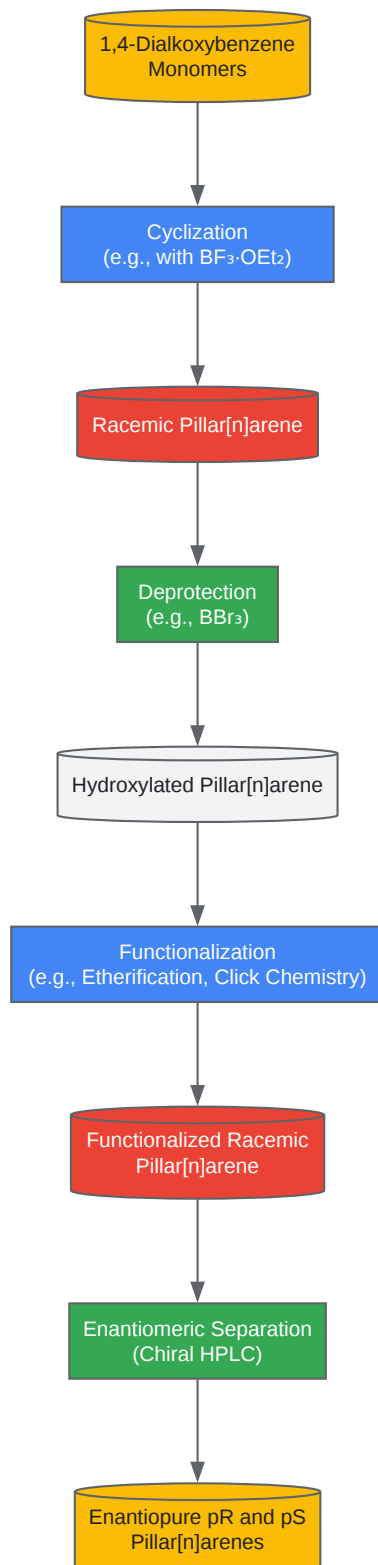 1,4-Dialkoxybenzene
Monomers
Cyclization
(e.g., with BF₃·OEt₂)
Racemic Pillar[n]arene
Deprotection
(e.g., BBr₃)
Hydroxylated Pillar[n]arene
Functionalization
(e.g., Etherification, Click Chemistry)
Functionalized Racemic
Pillar[n]arene
Enantiomeric Separation
(Chiral HPLC)
Enantiopure pR and pS
Pillar[n]arenes